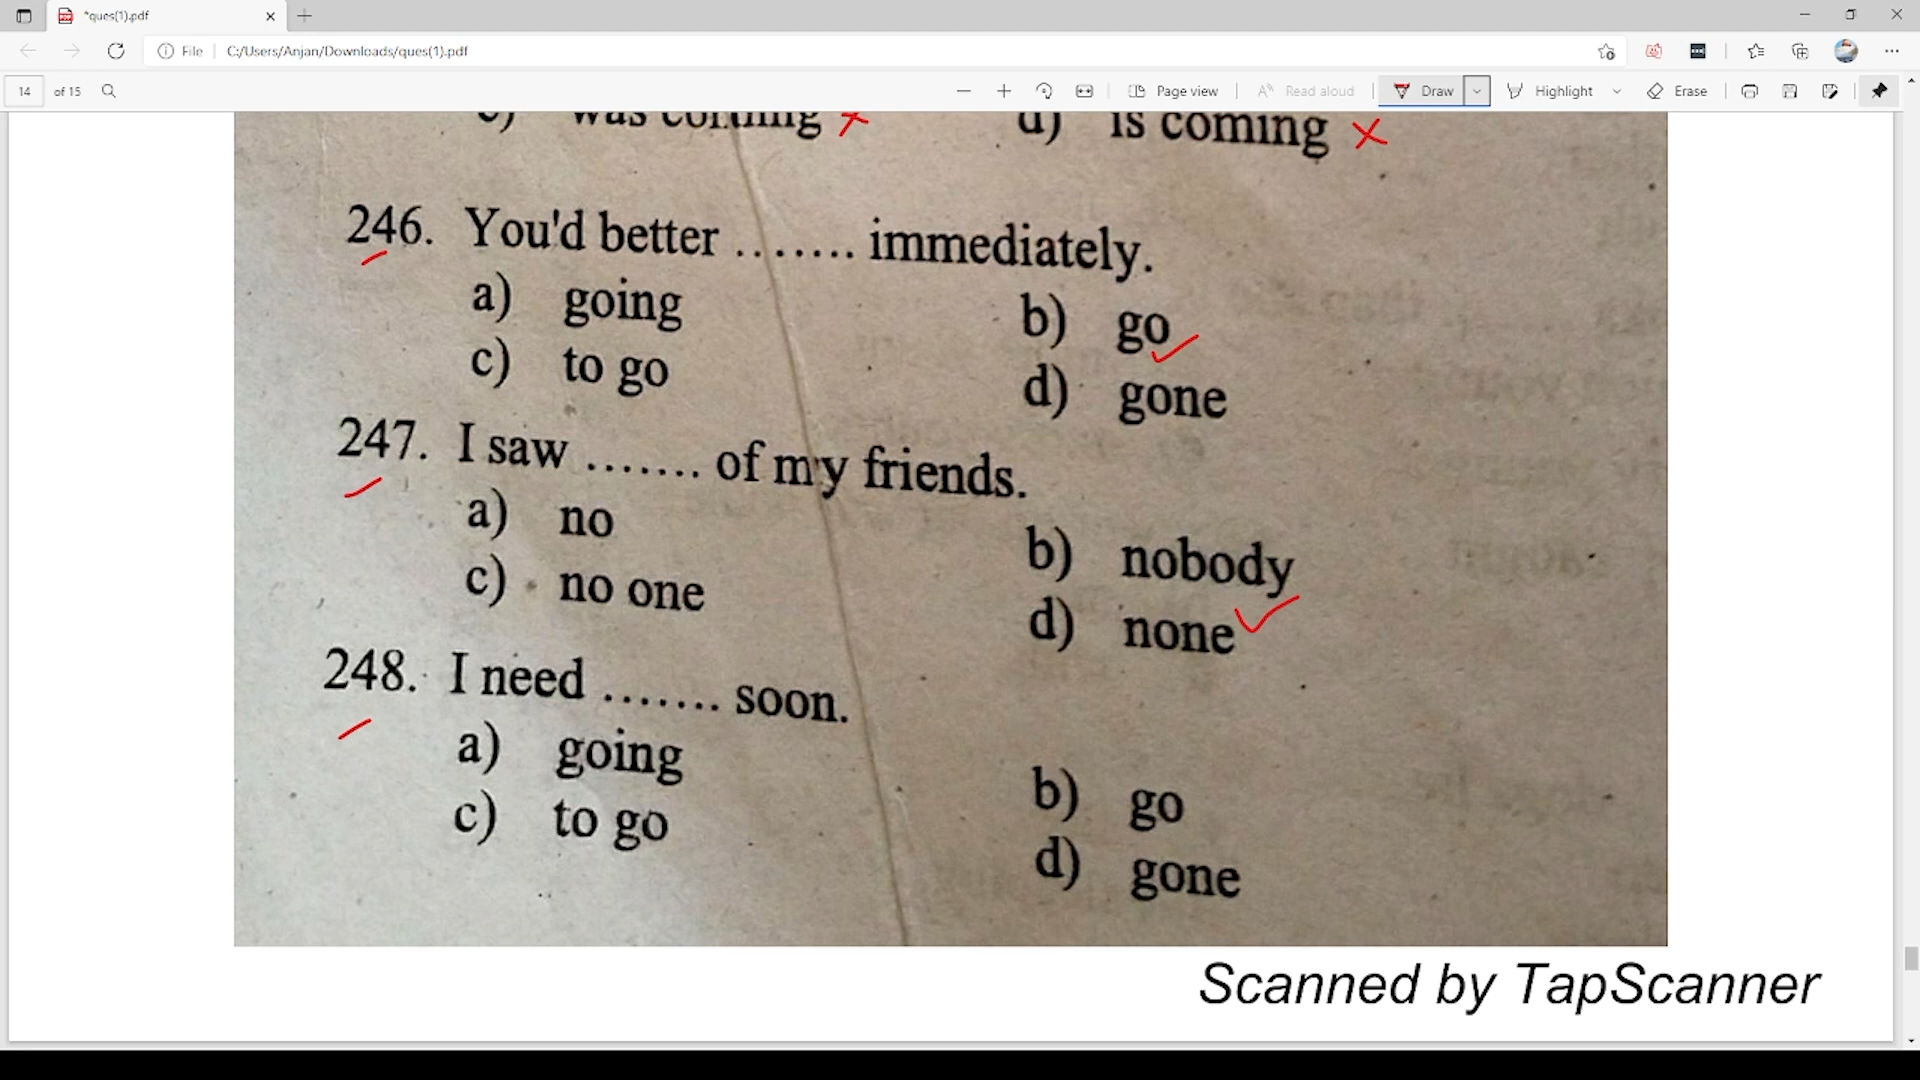 *ques(1).pdf
File C:/Users/Anjan/Downloads/ques(1).pdf
14 of 15 Page view Read aloud Draw Highlight Erase
c) was coming d) is coming
246. You'd better ....... immediately.
a) going b) go
c) to go d) gone
247. I saw ....... of my friends.
a) no b) nobody
c) no one d) none
248. I need ....... soon.
a) going b) go
c) to go d) gone
Scanned by TapScanner